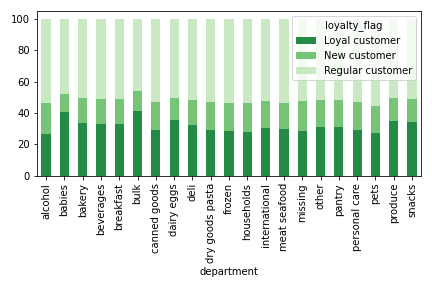 loyalty_flag
Loyal customer
New customer
Regular customer
100
80
60
40
20
0
alcohol
babies
bakery
beverages
breakfast
bulk
canned goods
dairy eggs
deli
dry goods pasta
frozen
households
international
meat seafood
missing
other
pantry
personal care
pets
produce
snacks
department